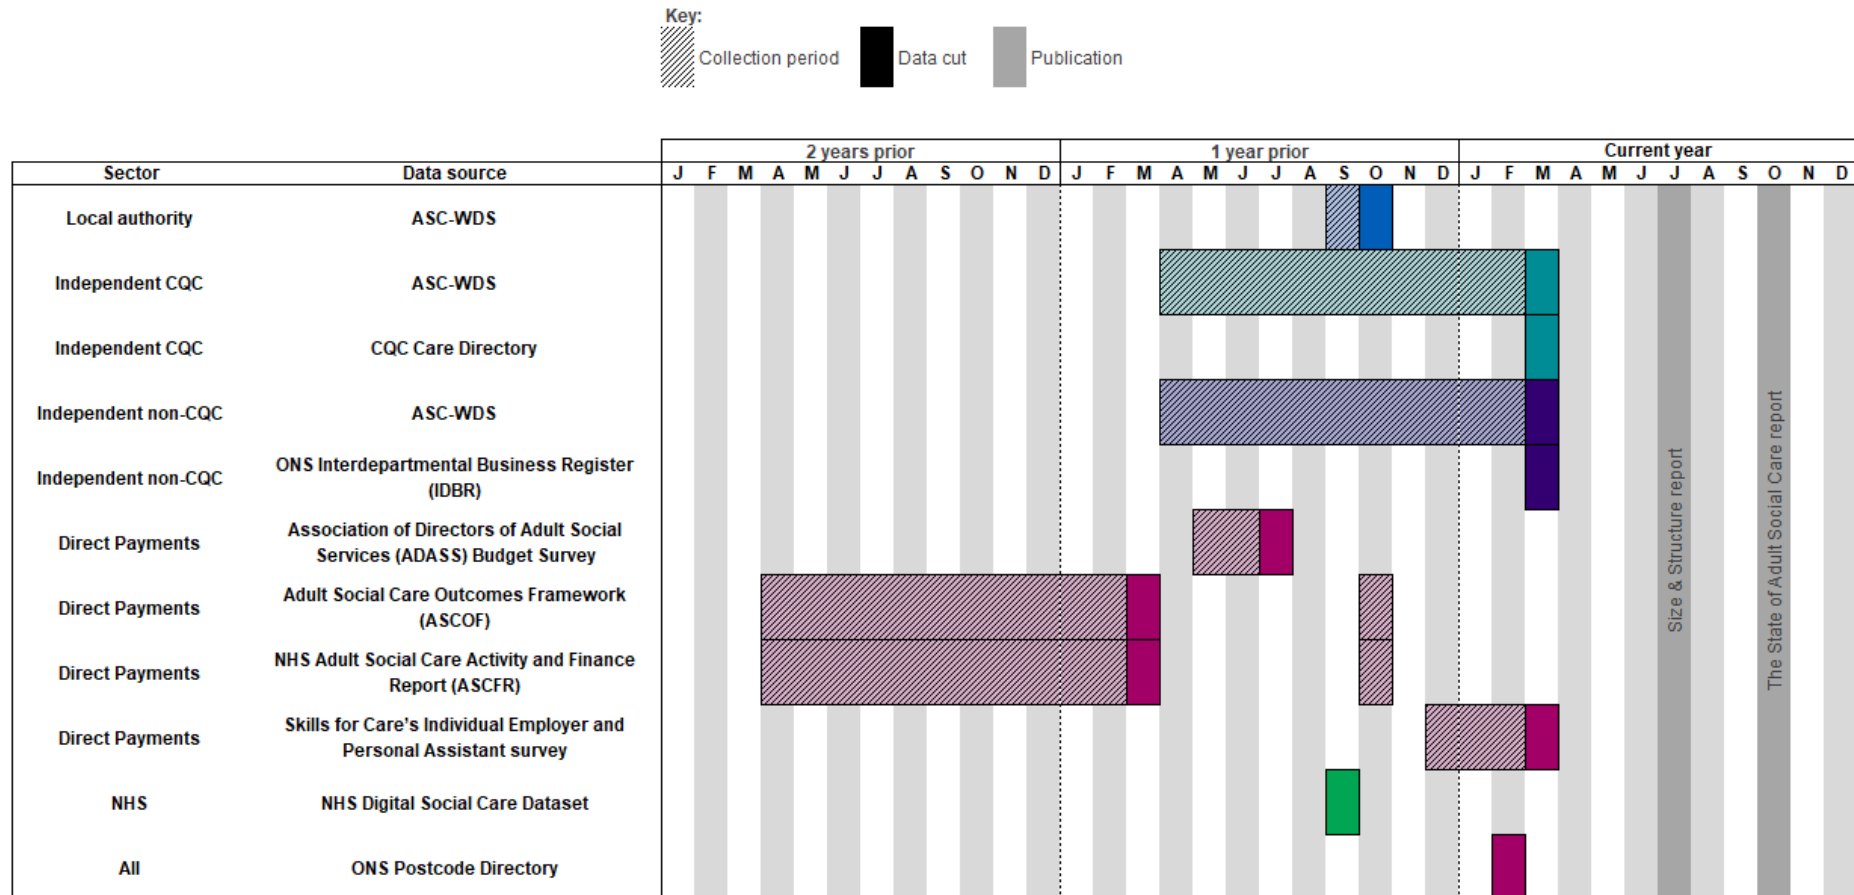 Key:
Collection period Data cut Publication
2 years prior 1 year prior Current year
Sector Data source J F M A M J J A S O N D J F M A M J J A S O N D J F M A M J J A S O N D
Local authority ASC-WDS
Independent CQC ASC-WDS
Independent CQC CQC Care Directory
Independent non-CQC ASC-WDS
Independent non-CQC ONS Interdepartmental Business Register
(IDBR)
Direct Payments Association of Directors of Adult Social
Services (ADASS) Budget Survey
Direct Payments Adult Social Care Outcomes Framework
(ASCOF)
Direct Payments NHS Adult Social Care Activity and Finance
Report (ASCFR)
Direct Payments Skills for Care’s Individual Employer and
Personal Assistant survey
NHS NHS Digital Social Care Dataset
All ONS Postcode Directory
Size & Structure report
The State of Adult Social Care report